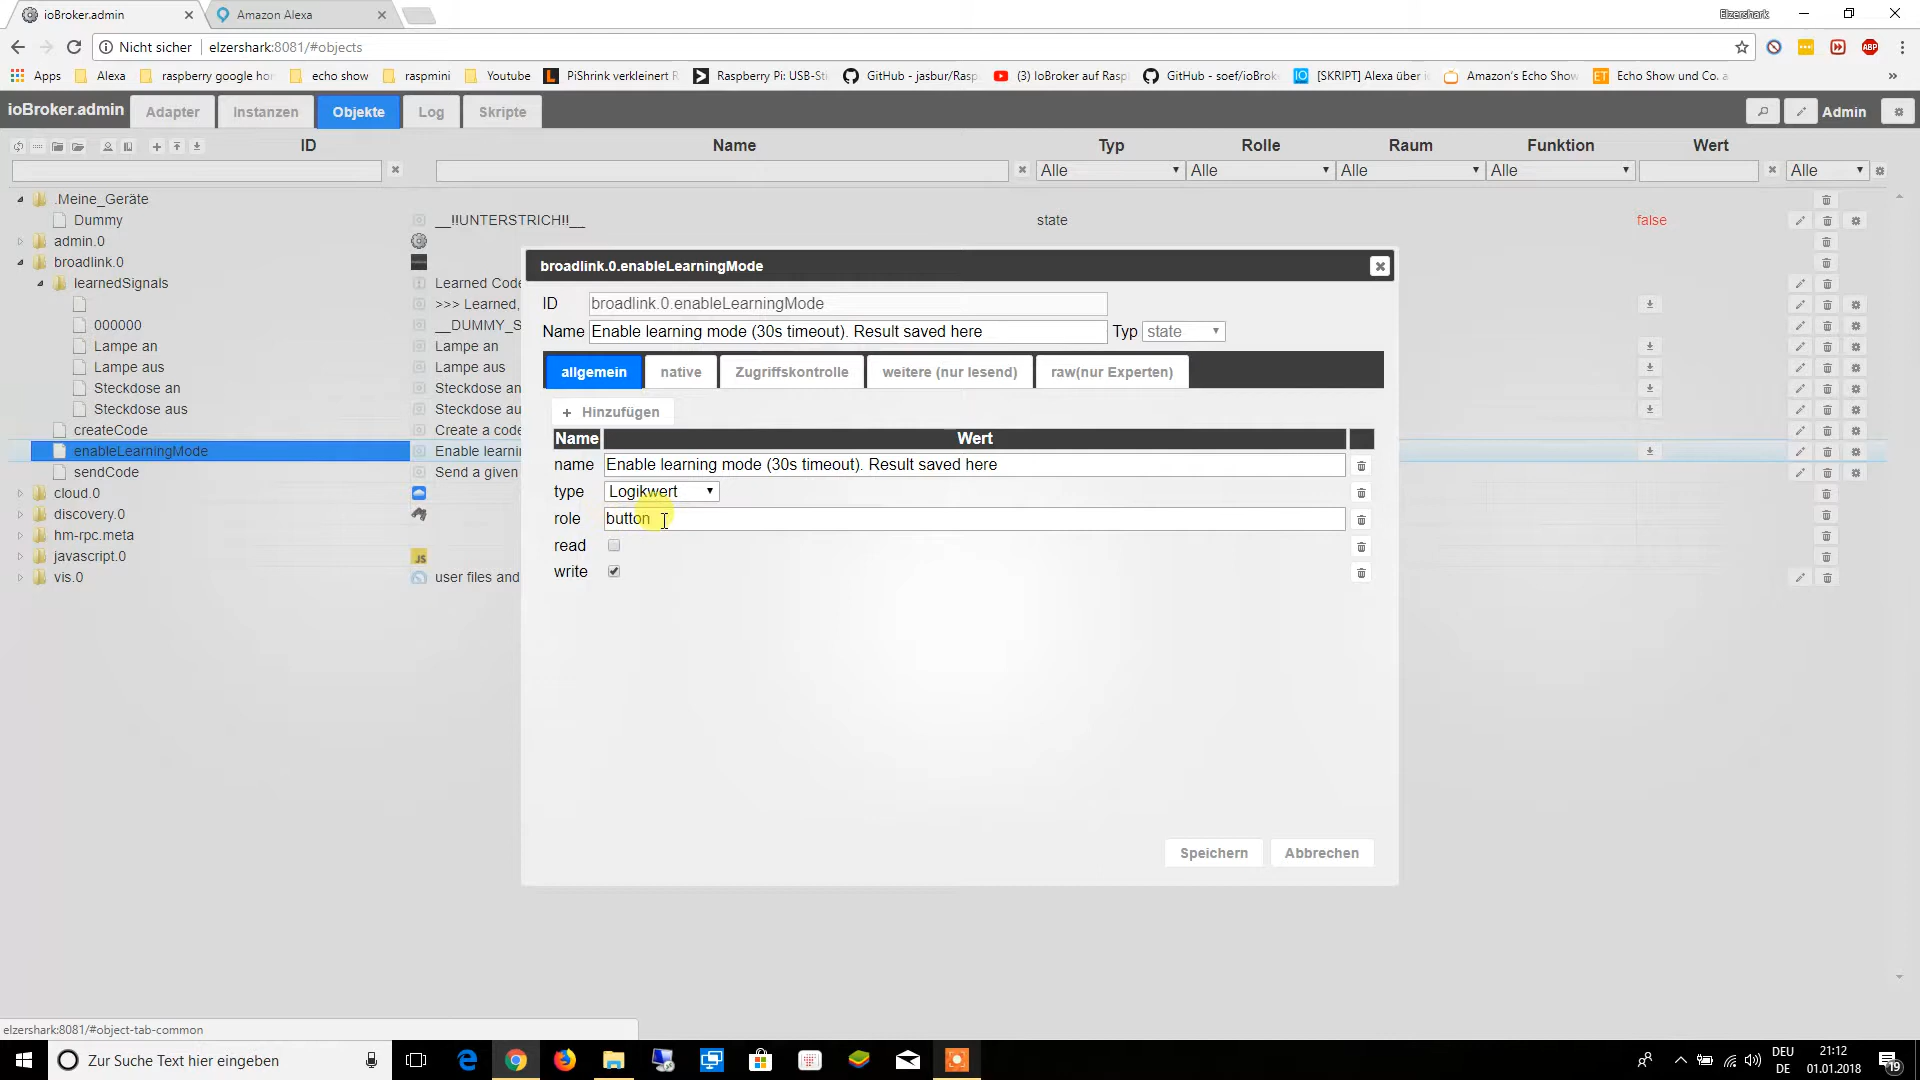 ioBroker.admin
Amazon Alexa
Elzershark
Nicht sicher
elzershark:8081/#objects
Apps
Alexa
raspberry google hor
echo show
raspmini
Youtube
PiShrink verkleinert
Raspberry Pi: USB-Sti
GitHub - jasbur/Rasp
(3) IoBroker auf Rasp
GitHub - soef/ioBrok
[SKRIPT] Alexa über i
Amazon's Echo Show
Echo Show und Co. a
ABP
ioBroker.admin
Adapter
Instanzen
Objekte
Log
Skripte
Admin
ID
Name
Typ
Rolle
Raum
Funktion
Wert
Alle
Alle
Alle
Alle
Alle
.Meine_Geräte
Dummy
__!!UNTERSTRICH!!__
state
false
admin.0
broadlink.0
learnedSignals
Learned Code
>>> Learned,
000000
__DUMMY_S
Lampe an
Lampe an
Lampe aus
Lampe aus
Steckdose an
Steckdose an
Steckdose aus
Steckdose au
createCode
Create a code
enableLearningMode
Enable learnin
sendCode
Send a given
cloud.0
discovery.0
hm-rpc.meta
javascript.0
JS
vis.0
user files and
broadlink.0.enableLearningMode
ID
broadlink.0.enableLearningMode
Name
Enable learning mode (30s timeout). Result saved here
Typ
state
allgemein
native
Zugriffskontrolle
weitere (nur lesend)
raw(nur Experten)
+ Hinzufügen
Name
Wert
name
Enable learning mode (30s timeout). Result saved here
type
Logikwert
role
button
read
write
Speichern
Abbrechen
elzershark:8081/#object-tab-common
Zur Suche Text hier eingeben
DEU
DE
21:12
01.01.2018
19